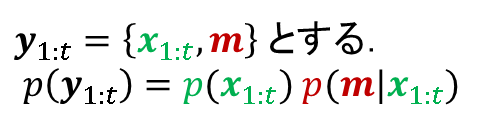 𝒚₁:ₜ = {𝒙₁:ₜ, 𝒎} とする.
𝑝(𝒚₁:ₜ) = 𝑝(𝒙₁:ₜ) 𝑝(𝒎|𝒙₁:ₜ)